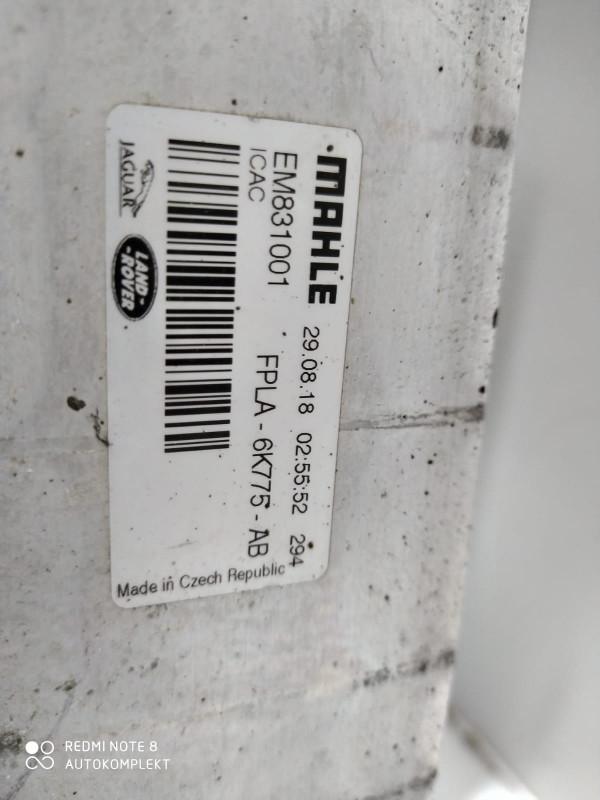 MAHLE 29.08.18 02:55:52 294
EM831001 FPLA - 6K775 - AB
ICAC
JAGUAR LAND- -ROVER
Made in Czech Republic
REDMI NOTE 8
AUTOKOMPLEKT